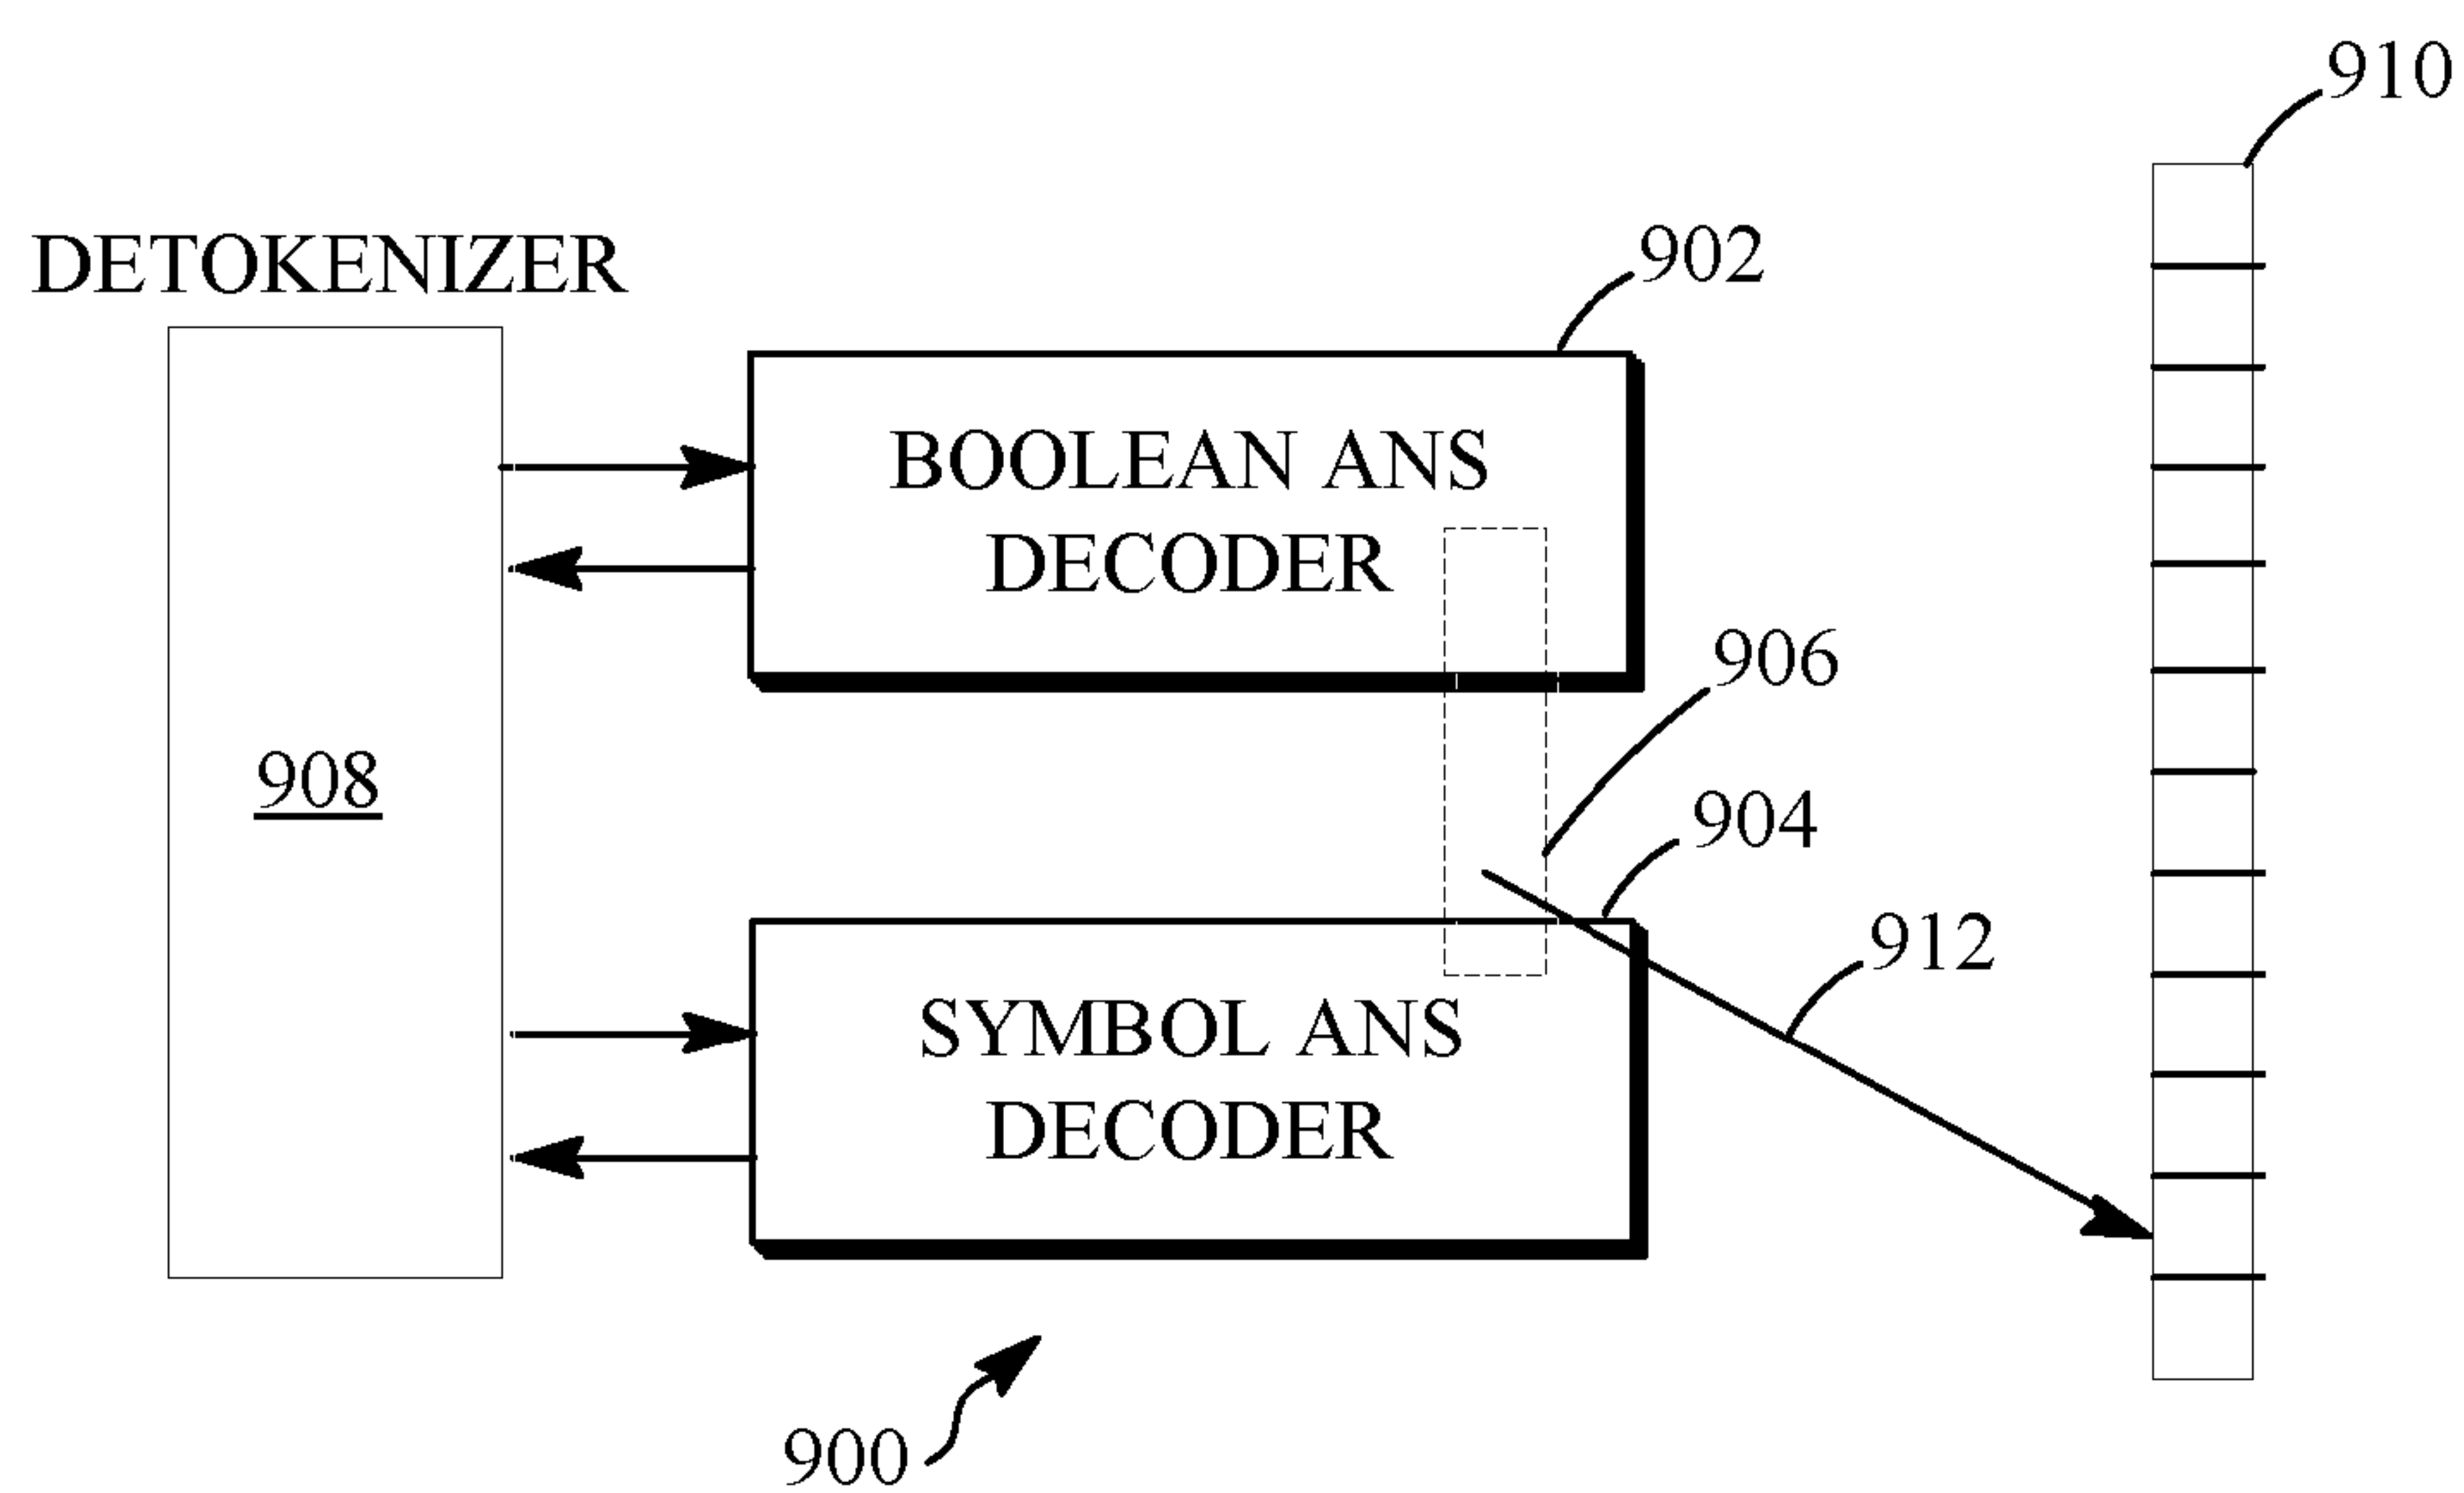 910
902
DETOKENIZER
BOOLEAN ANS
DECODER
906
908
904
912
SYMBOL ANS
DECODER
900